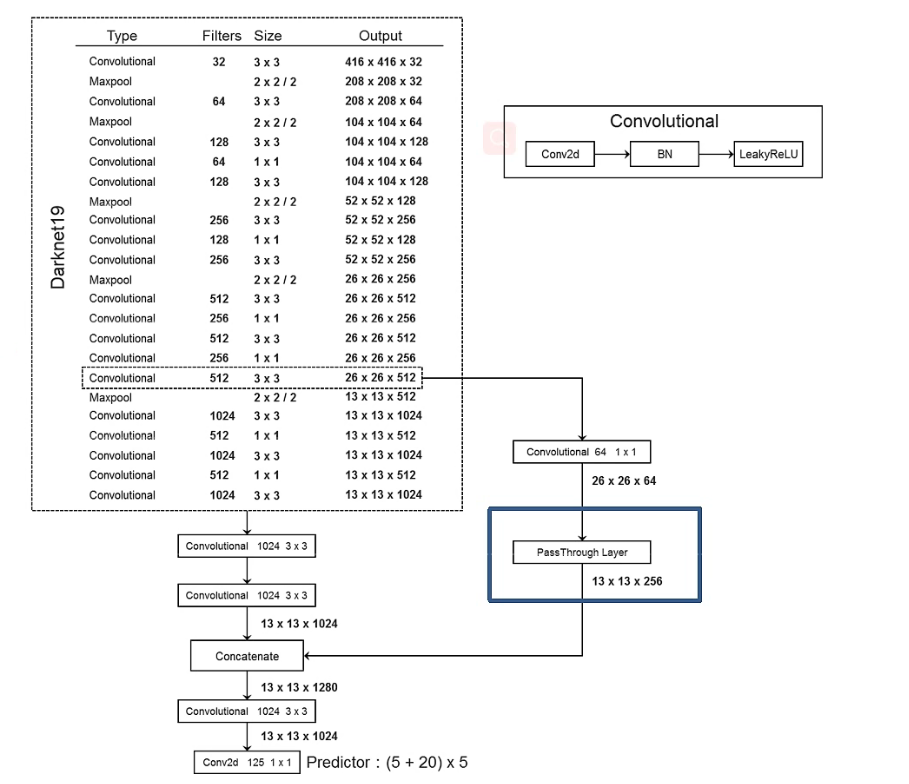 Type Filters Size Output
Convolutional 32 3 x 3 416 x 416 x 32
Maxpool 2 x 2 / 2 208 x 208 x 32
Convolutional 64 3 x 3 208 x 208 x 64
Maxpool 2 x 2 / 2 104 x 104 x 64
Convolutional 128 3 x 3 104 x 104 x 128
Convolutional 64 1 x 1 104 x 104 x 64
Convolutional 128 3 x 3 104 x 104 x 128
Maxpool 2 x 2 / 2 52 x 52 x 128
Convolutional 256 3 x 3 52 x 52 x 256
Convolutional 128 1 x 1 52 x 52 x 128
Convolutional 256 3 x 3 52 x 52 x 256
Maxpool 2 x 2 / 2 26 x 26 x 256
Convolutional 512 3 x 3 26 x 26 x 512
Convolutional 256 1 x 1 26 x 26 x 256
Convolutional 512 3 x 3 26 x 26 x 512
Convolutional 256 1 x 1 26 x 26 x 256
Convolutional 512 3 x 3 26 x 26 x 512
Maxpool 2 x 2 / 2 13 x 13 x 512
Convolutional 1024 3 x 3 13 x 13 x 1024
Convolutional 512 1 x 1 13 x 13 x 512
Convolutional 1024 3 x 3 13 x 13 x 1024
Convolutional 512 1 x 1 13 x 13 x 512
Convolutional 1024 3 x 3 13 x 13 x 1024
Darknet19
Convolutional
Conv2d BN LeakyReLU
Convolutional 64 1 x 1
26 x 26 x 64
PassThrough Layer
13 x 13 x 256
Convolutional 1024 3 x 3
Convolutional 1024 3 x 3
13 x 13 x 1024
Concatenate
13 x 13 x 1280
Convolutional 1024 3 x 3
13 x 13 x 1024
Conv2d 125 1 x 1 Predictor : (5 + 20) x 5